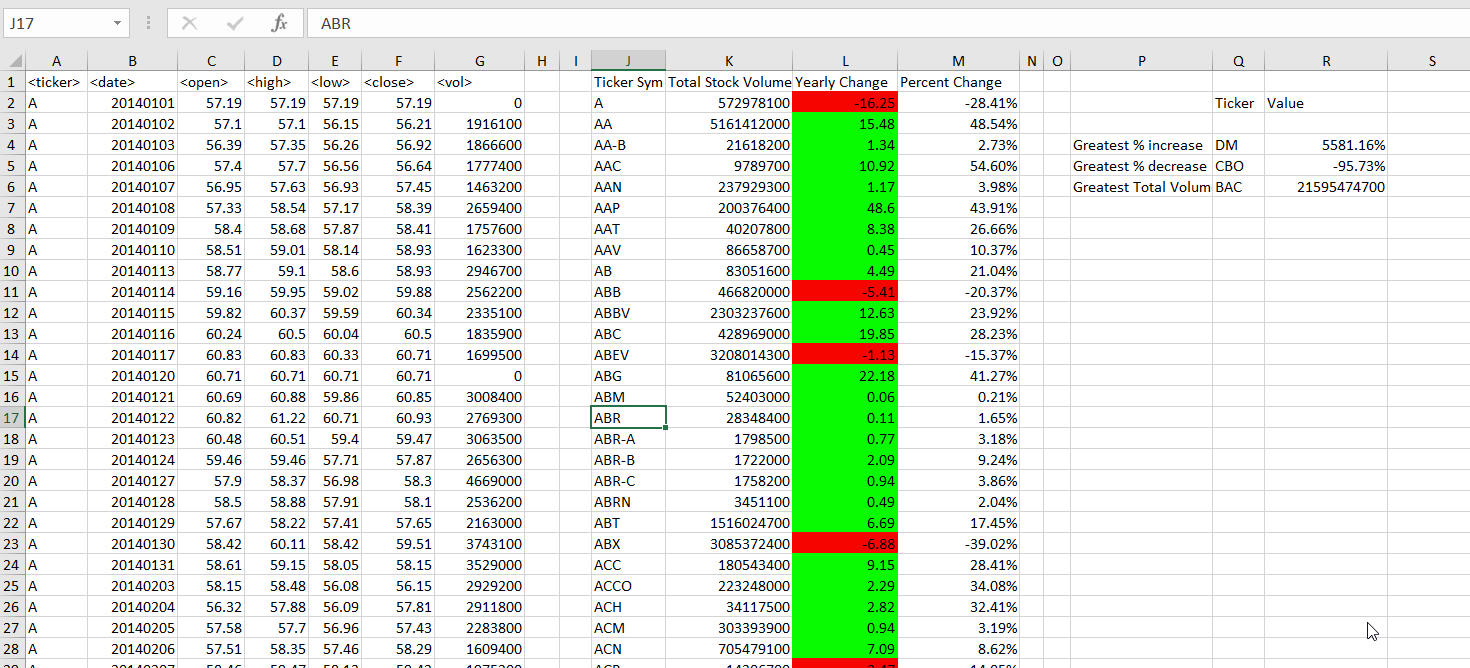 J17 fx ABR
A B C D E F G H I J K L M N O P Q R S
1 <ticker> <date> <open> <high> <low> <close> <vol> Ticker Sym Total Stock Volume Yearly Change Percent Change
2 A 20140101 57.19 57.19 57.19 57.19 0 A 572978100 -16.25 -28.41% Ticker Value
3 A 20140102 57.1 57.1 56.15 56.21 1916100 AA 5161412000 15.48 48.54%
4 A 20140103 56.39 57.35 56.26 56.92 1866600 AA-B 21618200 1.34 2.73% Greatest % increase DM 5581.16%
5 A 20140106 57.4 57.7 56.56 56.64 1777400 AAC 9789700 10.92 54.60% Greatest % decrease CBO -95.73%
6 A 20140107 56.95 57.63 56.93 57.45 1463200 AAN 237929300 1.17 3.98% Greatest Total Volum BAC 21595474700
7 A 20140108 57.33 58.54 57.17 58.39 2659400 AAP 200376400 48.6 43.91%
8 A 20140109 58.4 58.68 57.87 58.41 1757600 AAT 40207800 8.38 26.66%
9 A 20140110 58.51 59.01 58.14 58.93 1623300 AAV 86658700 0.45 10.37%
10 A 20140113 58.77 59.1 58.6 58.93 2946700 AB 83051600 4.49 21.04%
11 A 20140114 59.16 59.95 59.02 59.88 2562200 ABB 466820000 -5.41 -20.37%
12 A 20140115 59.82 60.37 59.59 60.34 2335100 ABBV 2303237600 12.63 23.92%
13 A 20140116 60.24 60.5 60.04 60.5 1835900 ABC 428969000 19.85 28.23%
14 A 20140117 60.83 60.83 60.33 60.71 1699500 ABEV 3208014300 -1.13 -15.37%
15 A 20140120 60.71 60.71 60.71 60.71 0 ABG 81065600 22.18 41.27%
16 A 20140121 60.69 60.88 59.86 60.85 3008400 ABM 52403000 0.06 0.21%
17 A 20140122 60.82 61.22 60.71 60.93 2769300 ABR 28348400 0.11 1.65%
18 A 20140123 60.48 60.51 59.4 59.47 3063500 ABR-A 1798500 0.77 3.18%
19 A 20140124 59.46 59.46 57.71 57.87 2656300 ABR-B 1722000 2.09 9.24%
20 A 20140127 57.9 58.37 56.98 58.3 4669000 ABR-C 1758200 0.94 3.86%
21 A 20140128 58.5 58.88 57.91 58.1 2536200 ABRN 3451100 0.49 2.04%
22 A 20140129 57.67 58.22 57.41 57.65 2163000 ABT 1516024700 6.69 17.45%
23 A 20140130 58.42 60.11 58.42 59.51 3743100 ABX 3085372400 -6.88 -39.02%
24 A 20140131 58.61 59.15 58.05 58.15 3529000 ACC 180543400 9.15 28.41%
25 A 20140203 58.15 58.48 56.08 56.15 2929200 ACCO 223248000 2.29 34.08%
26 A 20140204 56.32 57.88 56.09 57.81 2911800 ACH 34117500 2.82 32.41%
27 A 20140205 57.58 57.7 56.96 57.43 2283800 ACM 303393900 0.94 3.19%
28 A 20140206 57.51 58.35 57.46 58.29 1609400 ACN 705479100 7.09 8.62%